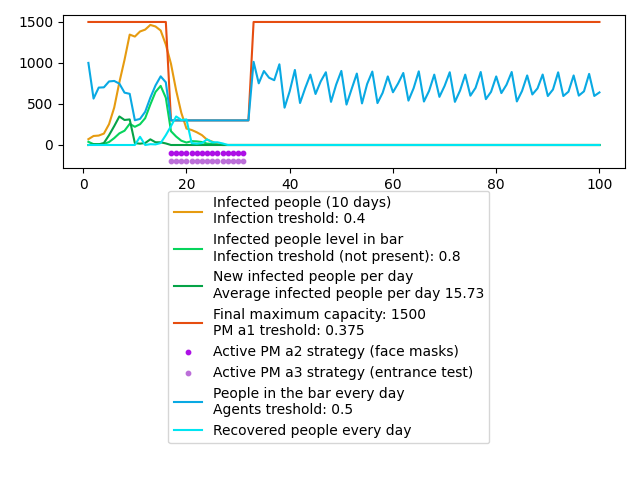 1500
1000
500
0
0 20 40 60 80 100
Infected people (10 days)
Infection treshold: 0.4
Infected people level in bar
Infection treshold (not present): 0.8
New infected people per day
Average infected people per day 15.73
Final maximum capacity: 1500
PM a1 treshold: 0.375
Active PM a2 strategy (face masks)
Active PM a3 strategy (entrance test)
People in the bar every day
Agents treshold: 0.5
Recovered people every day